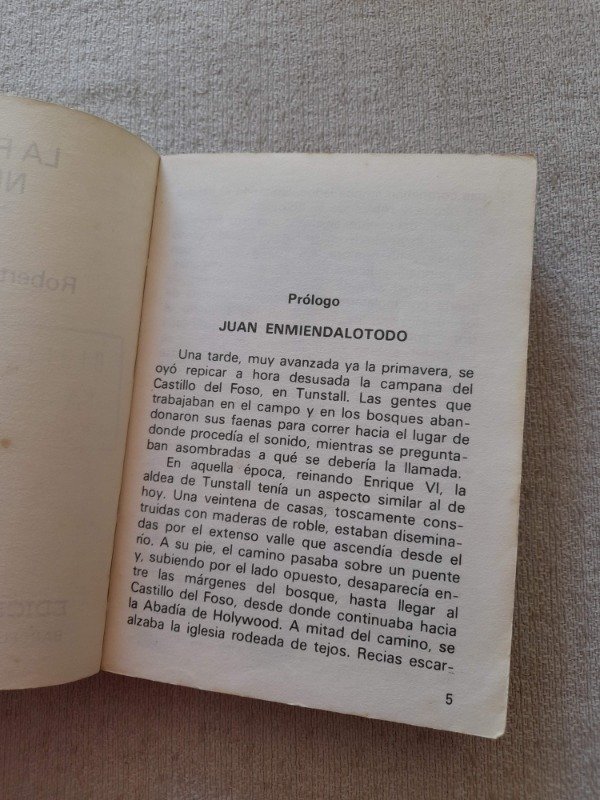 LA F
N
Robert
EDICI
Prólogo
JUAN ENMIENDALOTODO
Una tarde, muy avanzada ya la primavera, se
oyó repicar a hora desusada la campana del
Castillo del Foso, en Tunstall. Las gentes que
trabajaban en el campo y en los bosques aban-
donaron sus faenas para correr hacia el lugar de
donde procedía el sonido, mientras se pregunta-
ban asombradas a qué se debería la llamada.
En aquella época, reinando Enrique VI, la
aldea de Tunstall tenía un aspecto similar al de
hoy. Una veintena de casas, toscamente cons-
truidas con maderas de roble, estaban disemina-
das por el extenso valle que ascendía desde el
río. A su pie, el camino pasaba sobre un puente
y, subiendo por el lado opuesto, desaparecía en-
tre las márgenes del bosque, hasta llegar al
Castillo del Foso, desde donde continuaba hacia
la Abadía de Holywood. A mitad del camino, se
alzaba la iglesia rodeada de tejos. Recias escar-
5